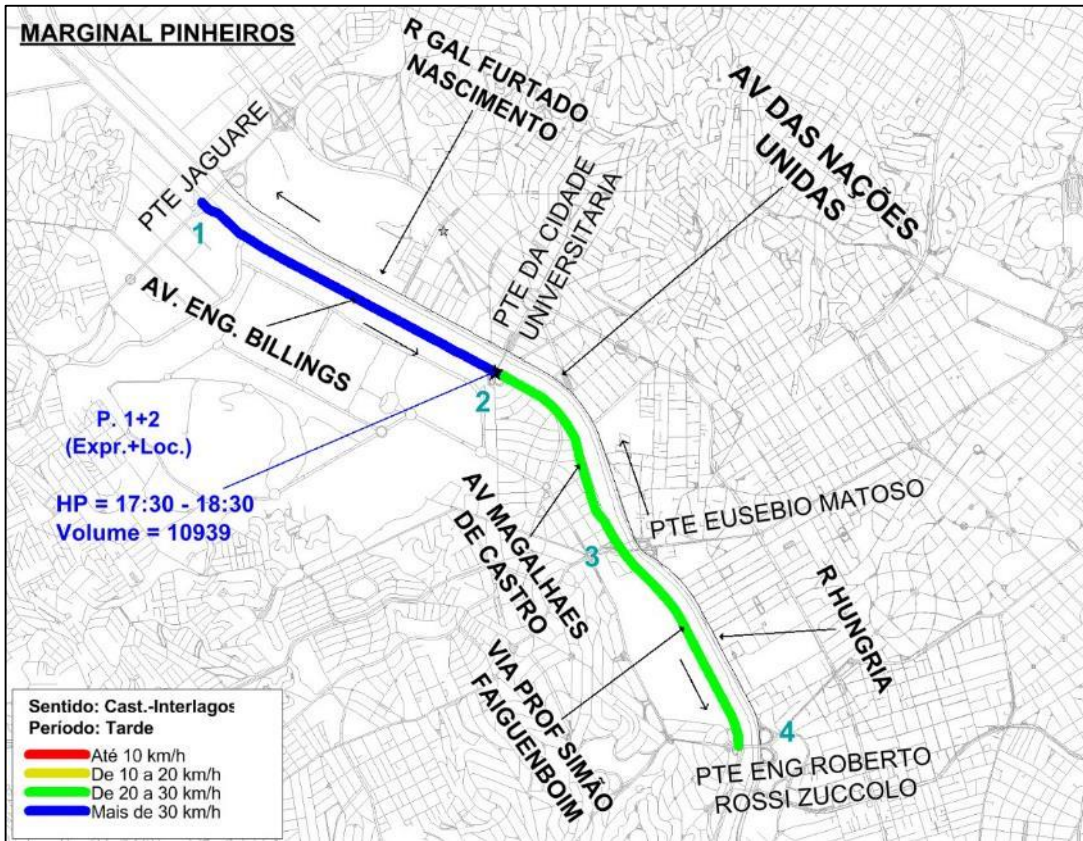 MARGINAL PINHEIROS
R GAL FURTADO
NASCIMENTO
AV DAS NAÇÕES
UNIDAS
PTE JAGUARE
PTE DA CIDADE
UNIVERSITARIA
1
AV. ENG. BILLINGS
2
P. 1+2
(Expr.+Loc.)
HP = 17:30 - 18:30
Volume = 10939
PTE EUSEBIO MATOSO
AV MAGALHAES
DE CASTRO
3
R HUNGRIA
VIA PROF SIMÃO
FAIGUENBOIM
4
PTE ENG ROBERTO
ROSSI ZUCCOLO
Sentido: Cast.-Interlagos
Período: Tarde
Até 10 km/h
De 10 a 20 km/h
De 20 a 30 km/h
Mais de 30 km/h